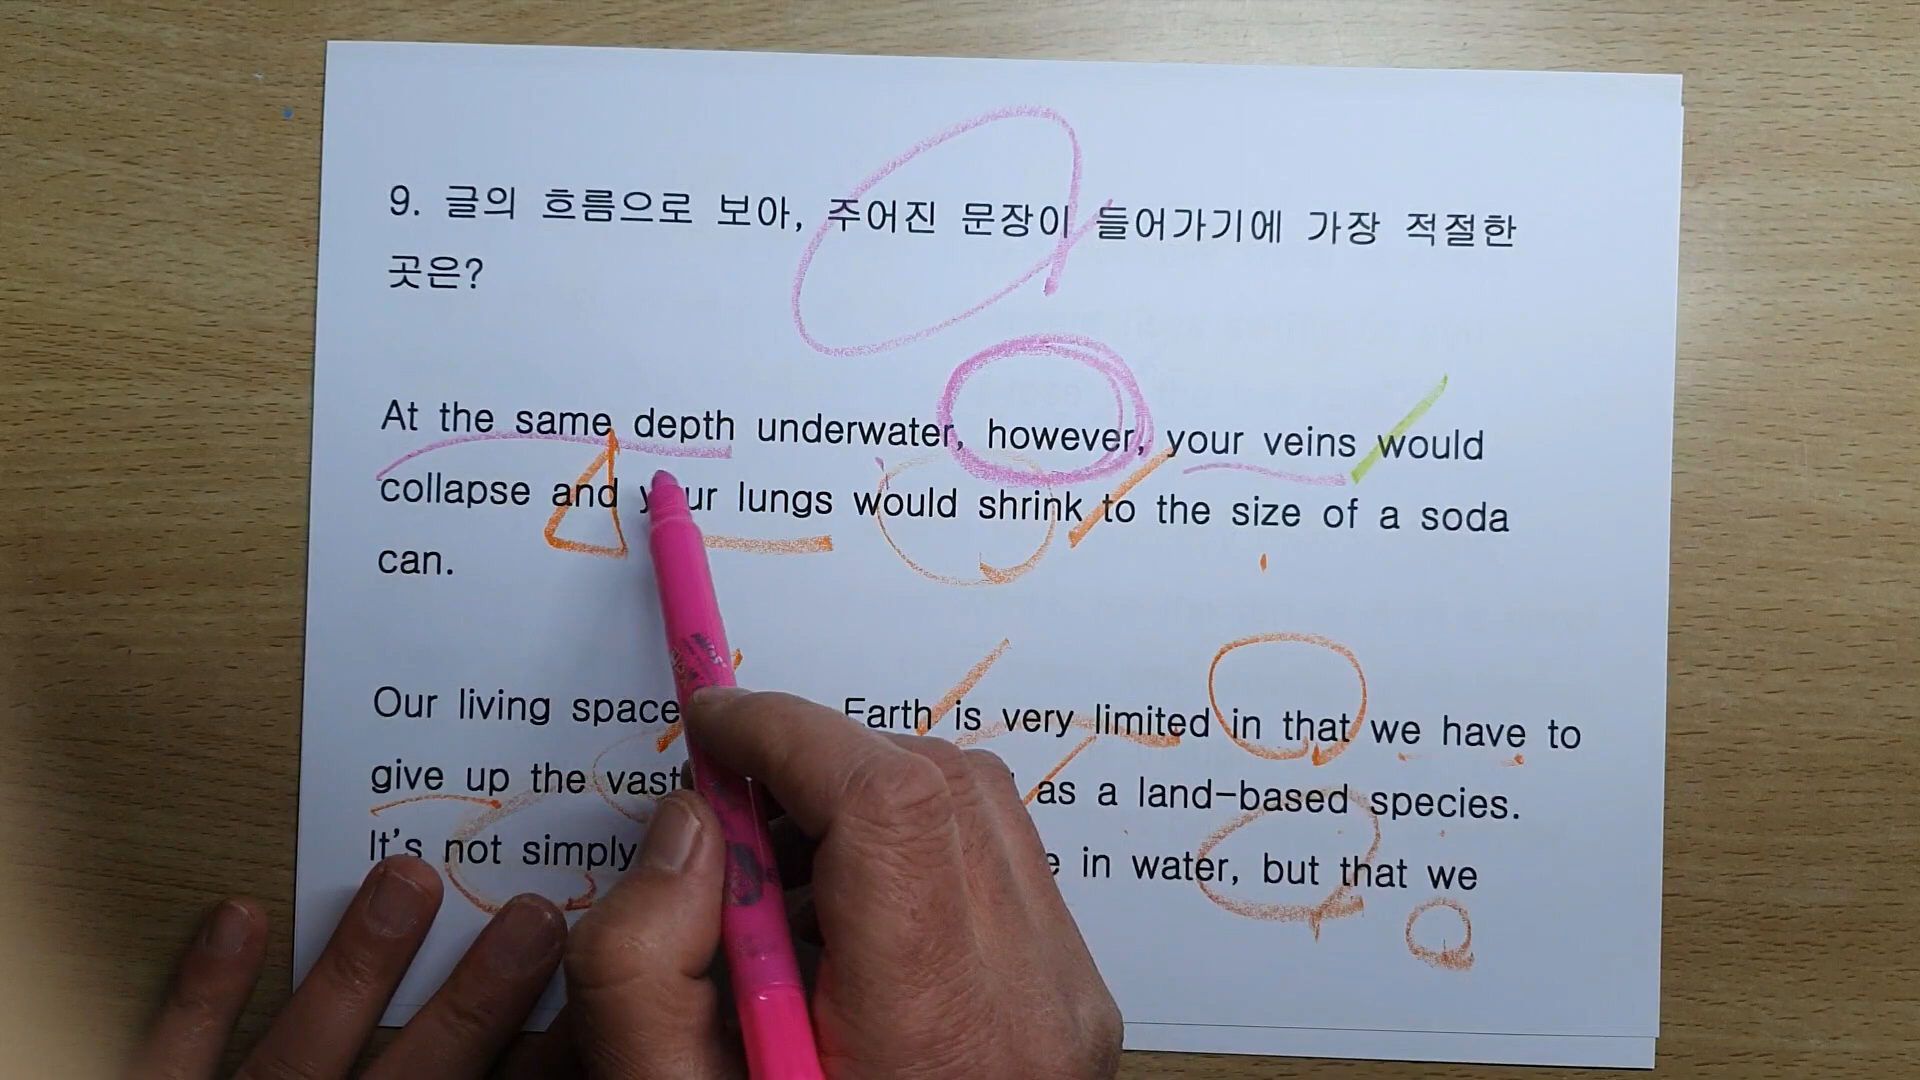 9. 글의 흐름으로 보아, 주어진 문장이 들어가기에 가장 적절한
곳은?
At the same depth underwater, however, your veins would
collapse and your lungs would shrink to the size of a soda
can.
Our living space Earth is very limited in that we have to
give up the vast as a land-based species.
It's not simply in water, but that we